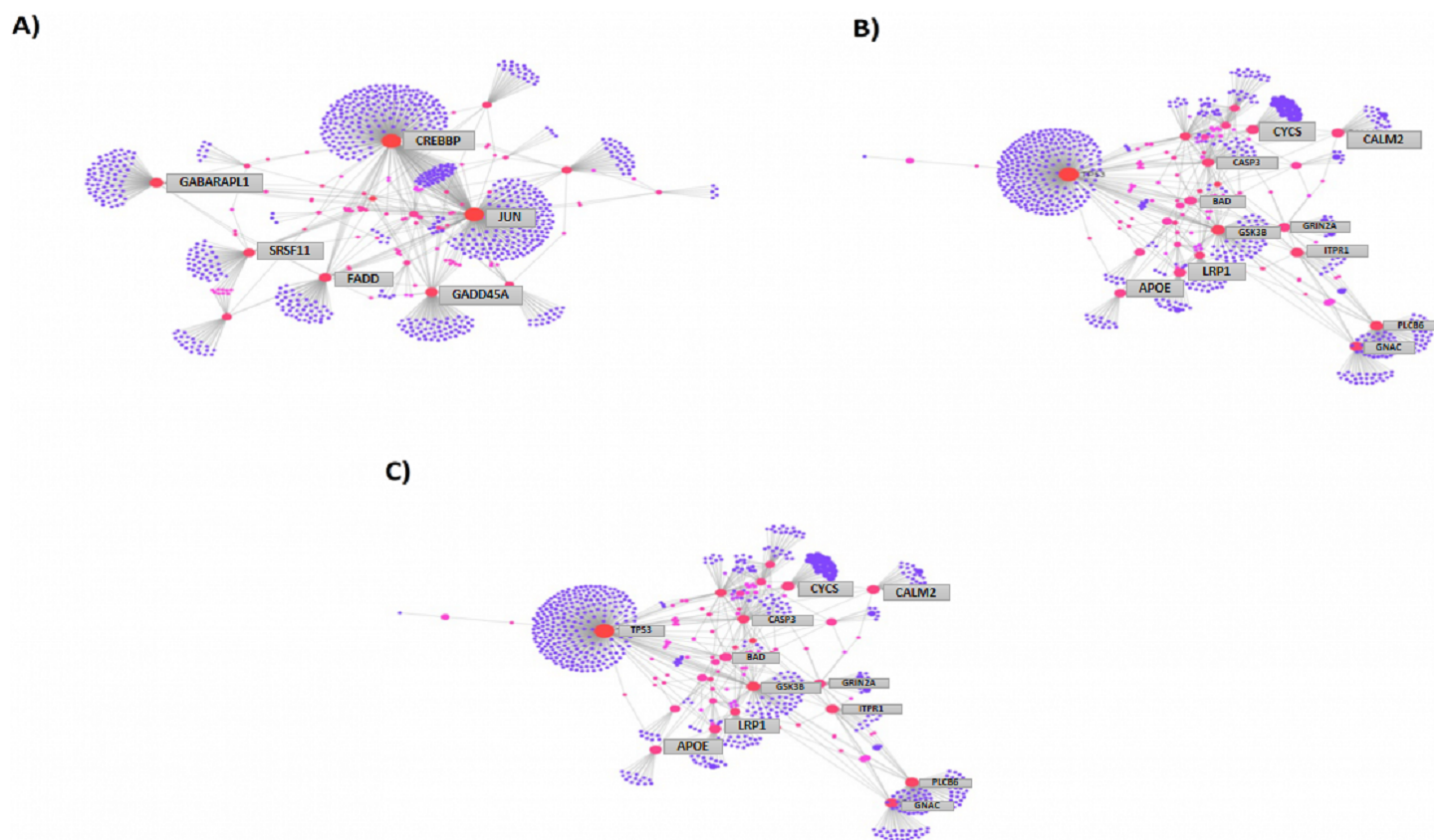 A)
CREBBP
GABARAPL1
JUN
SRSF11
FADD
GADD45A
B)
CYCS
CALM2
CASP3
BAD
GRIN2A
GSK3B
ITPR1
LRP1
APOE
PLCB6
GNAC
C)
CYCS
CALM2
CASP3
TP53
BAD
GRIN2A
GSK3B
ITPR1
LRP1
APOE
PLCB6
GNAC